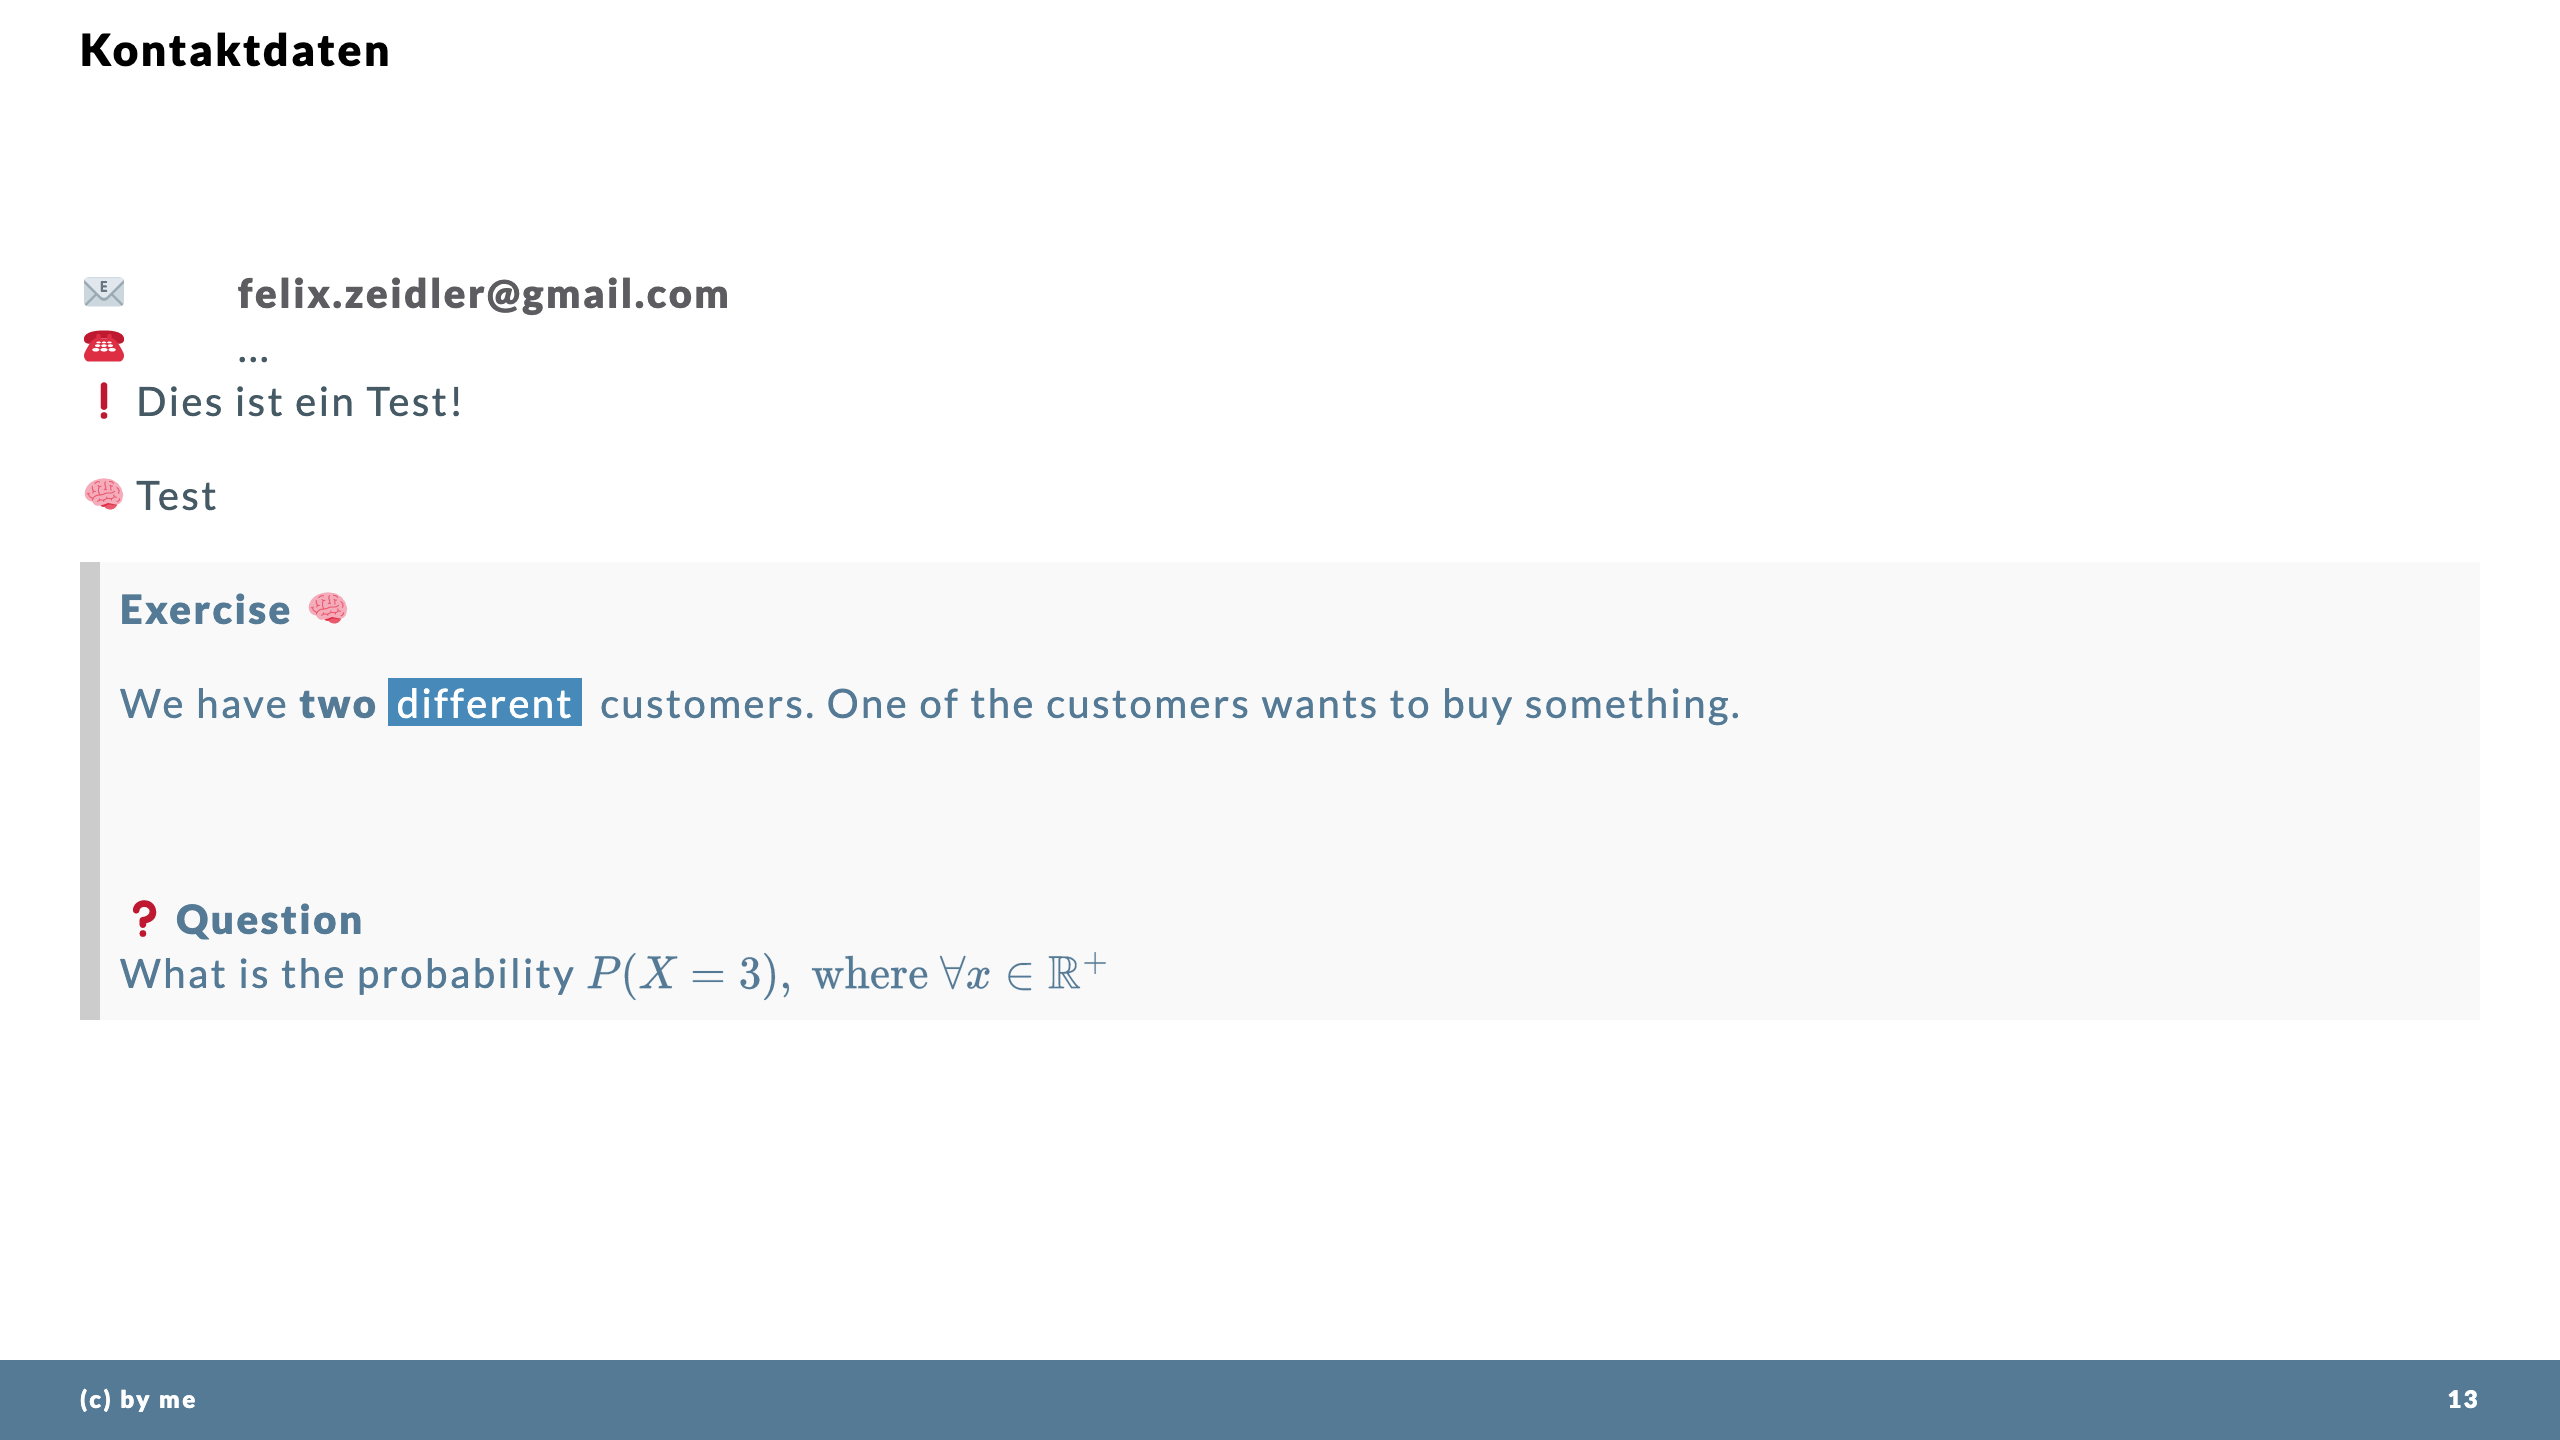 Kontaktdaten
felix.zeidler@gmail.com
...
❗ Dies ist ein Test!
🧠 Test
Exercise 🧠
We have two different customers. One of the customers wants to buy something.
❓ Question
What is the probability P(X = 3), where ∀x ∈ ℝ⁺
(c) by me
13